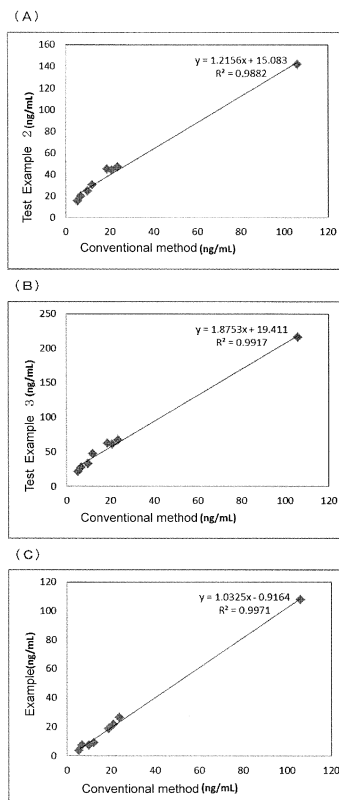 (A)
160
140
120
100
80
60
40
20
0
y = 1.2156x + 15.083
R² = 0.9882
Test Example 2 (ng/mL)
0 20 40 60 80 100 120
Conventional method (ng/mL)
(B)
250
200
150
100
50
0
y = 1.8753x + 19.411
R² = 0.9917
Test Example 3 (ng/mL)
0 20 40 60 80 100 120
Conventional method (ng/mL)
(C)
120
100
80
60
40
20
0
y = 1.0325x - 0.9164
R² = 0.9971
Example(ng/mL)
0 20 40 60 80 100 120
Conventional method (ng/mL)